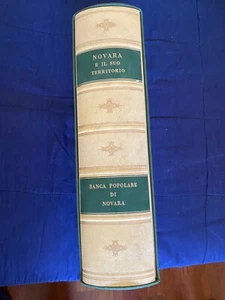 NOVARA
E IL SUO
TERRITORIO
BANCA POPOLARE
DI
NOVARA